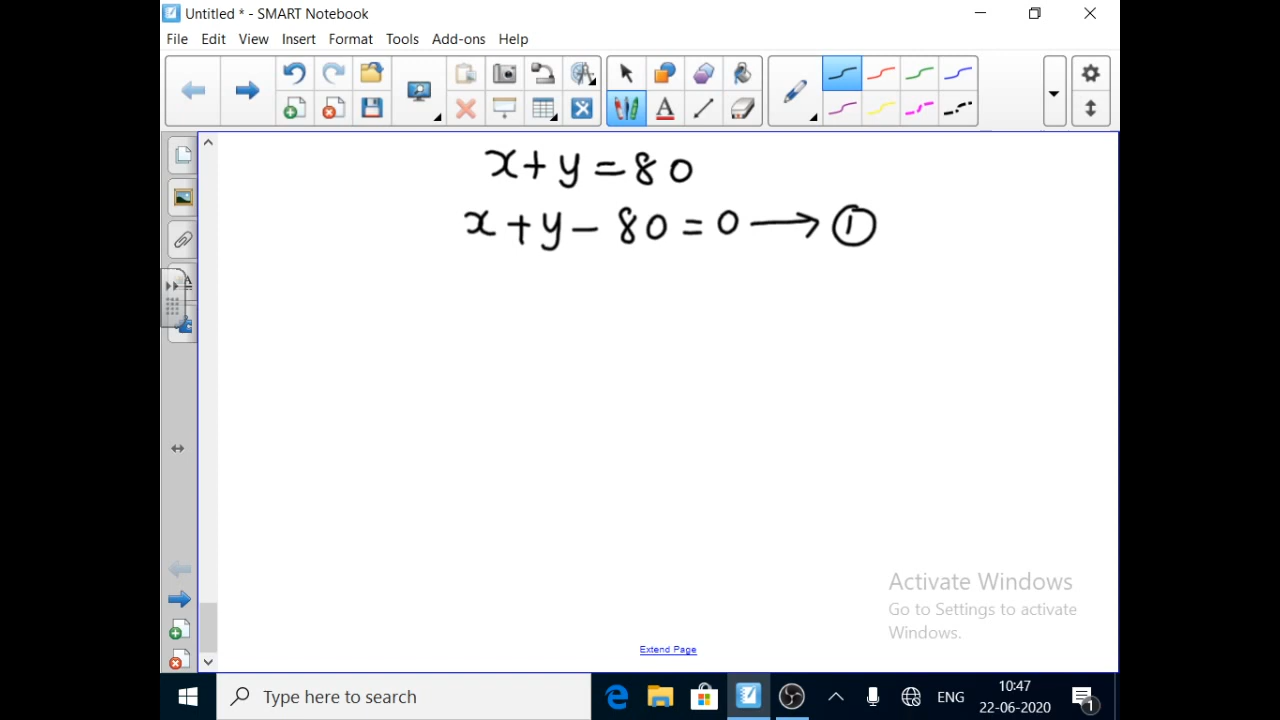 Untitled * - SMART Notebook
File Edit View Insert Format Tools Add-ons Help
x+y=80
x+y-80=0→①
Activate Windows
Go to Settings to activate
Windows.
Extend Page
Type here to search
ENG
10:47
22-06-2020
1